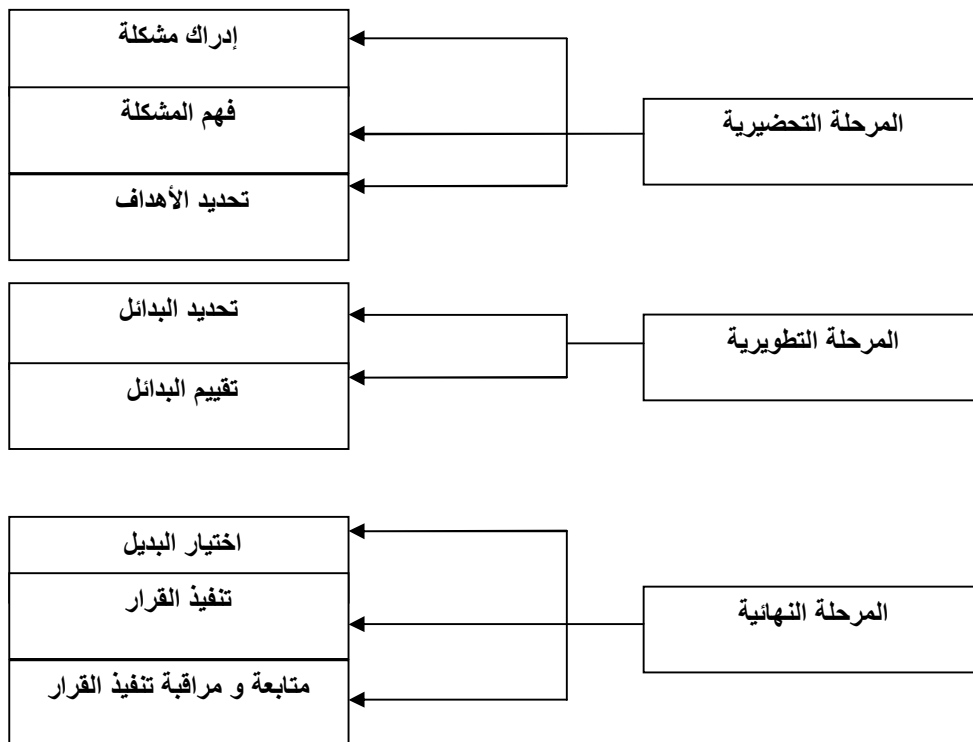 المرحلة التحضيرية
إدراك مشكلة
فهم المشكلة
تحديد الأهداف
المرحلة التطويرية
تحديد البدائل
تقييم البدائل
المرحلة النهائية
اختيار البديل
تنفيذ القرار
متابعة و مراقبة تنفيذ القرار